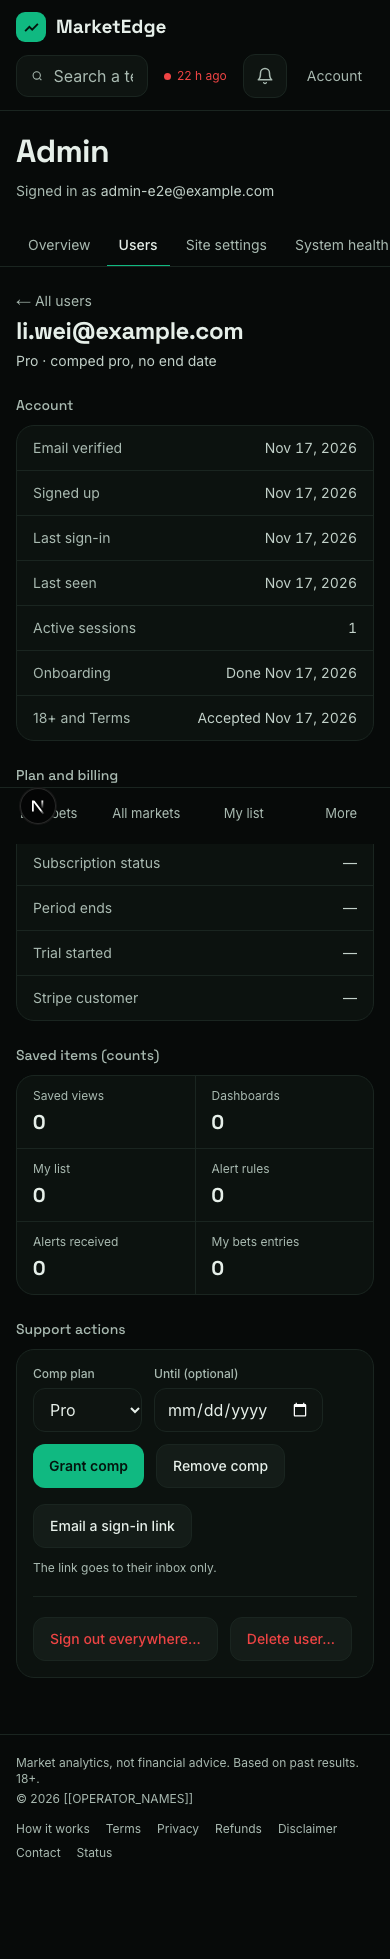 MarketEdge
Search a te
22 h ago
Account
Admin
Signed in as admin-e2e@example.com
Overview
Users
Site settings
System health
← All users
li.wei@example.com
Pro · comped pro, no end date
Account
Email verified Nov 17, 2026
Signed up Nov 17, 2026
Last sign-in Nov 17, 2026
Last seen Nov 17, 2026
Active sessions 1
Onboarding Done Nov 17, 2026
18+ and Terms Accepted Nov 17, 2026
Plan and billing
N
bets
All markets
My list
More
Subscription status —
Period ends —
Trial started —
Stripe customer —
Saved items (counts)
Saved views
0
Dashboards
0
My list
0
Alert rules
0
Alerts received
0
My bets entries
0
Support actions
Comp plan
Until (optional)
Pro
mm/dd/yyyy
Grant comp
Remove comp
Email a sign-in link
The link goes to their inbox only.
Sign out everywhere...
Delete user...
Market analytics, not financial advice. Based on past results.
18+.
© 2026 [[OPERATOR_NAMES]]
How it works
Terms
Privacy
Refunds
Disclaimer
Contact
Status